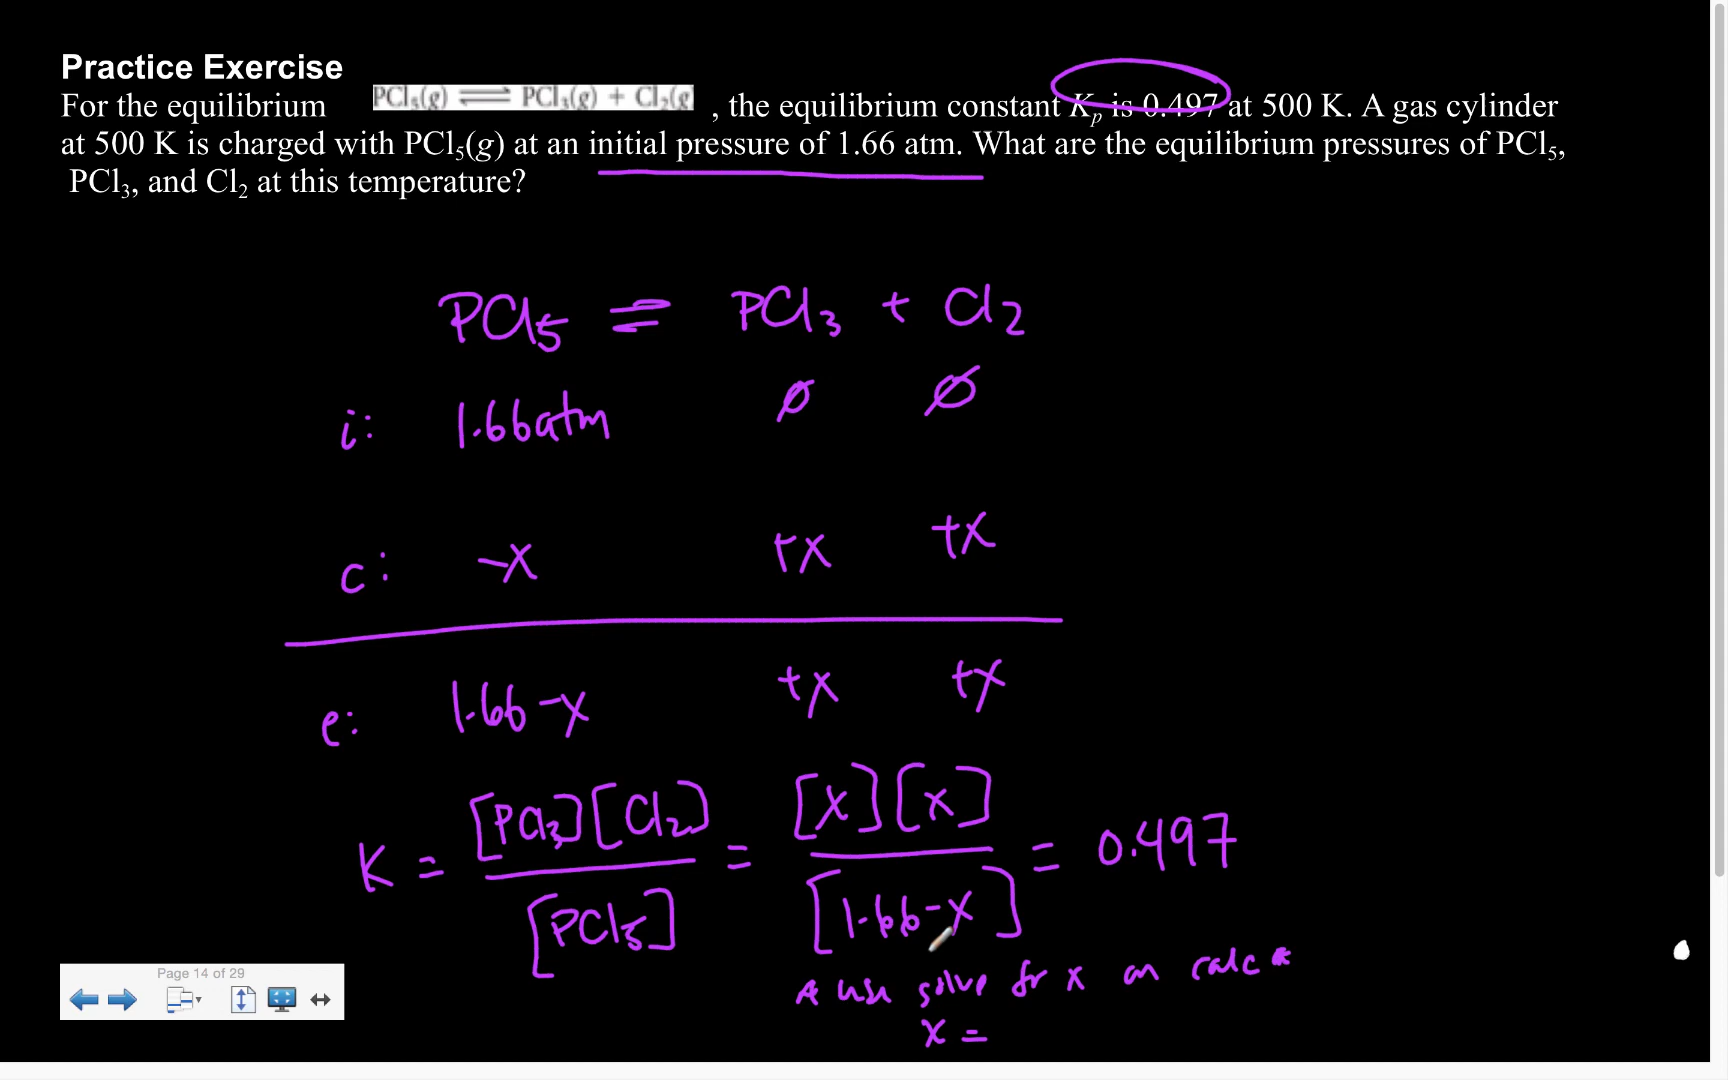 Practice Exercise
For the equilibrium PCl₅(g) ⇌ PCl₃(g) + Cl₂(g , the equilibrium constant Kₚ is 0.497 at 500 K. A gas cylinder
at 500 K is charged with PCl₅(g) at an initial pressure of 1.66 atm. What are the equilibrium pressures of PCl₅,
PCl₃, and Cl₂ at this temperature?
PCl5 ⇌ PCl3 + Cl2
i: 1.66atm Ø Ø
c: -x +x +x
e: 1.66-x +x +x
K = [PCl3][Cl2] / [PCl5] = [x][x] / [1.66-x] = 0.497
* use solve for x on calc *
x =
Page 14 of 29